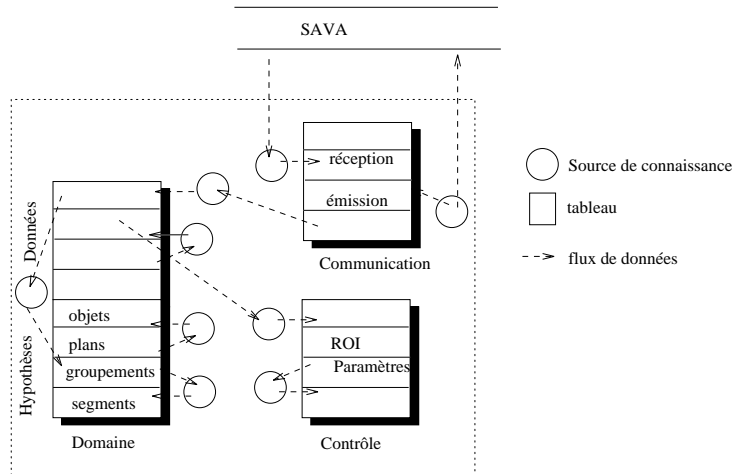 SAVA
réception
émission
Communication
Source de connaissance
tableau
flux de données
Données
Hypothèses
objets
plans
groupements
segments
Domaine
ROI
Paramètres
Contrôle